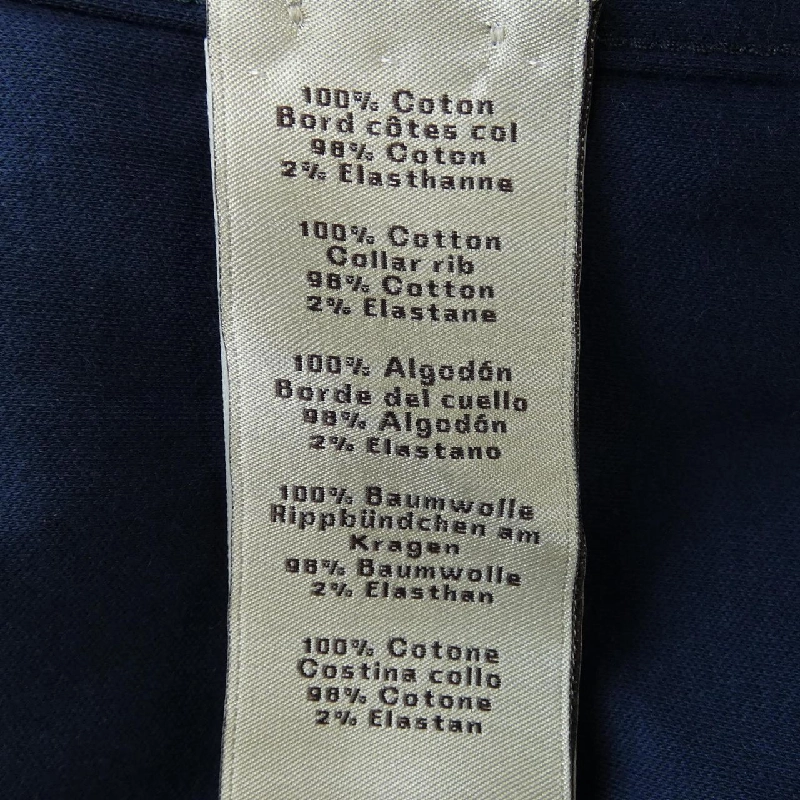 100% Coton
Bord côtes col
98% Coton
2% Elasthanne
100% Cotton
Collar rib
98% Cotton
2% Elastane
100% Algodón
Borde del cuello
98% Algodón
2% Elastano
100% Baumwolle
Rippbündchen am
Kragen
98% Baumwolle
2% Elasthan
100% Cotone
Costina collo
98% Cotone
2% Elastan